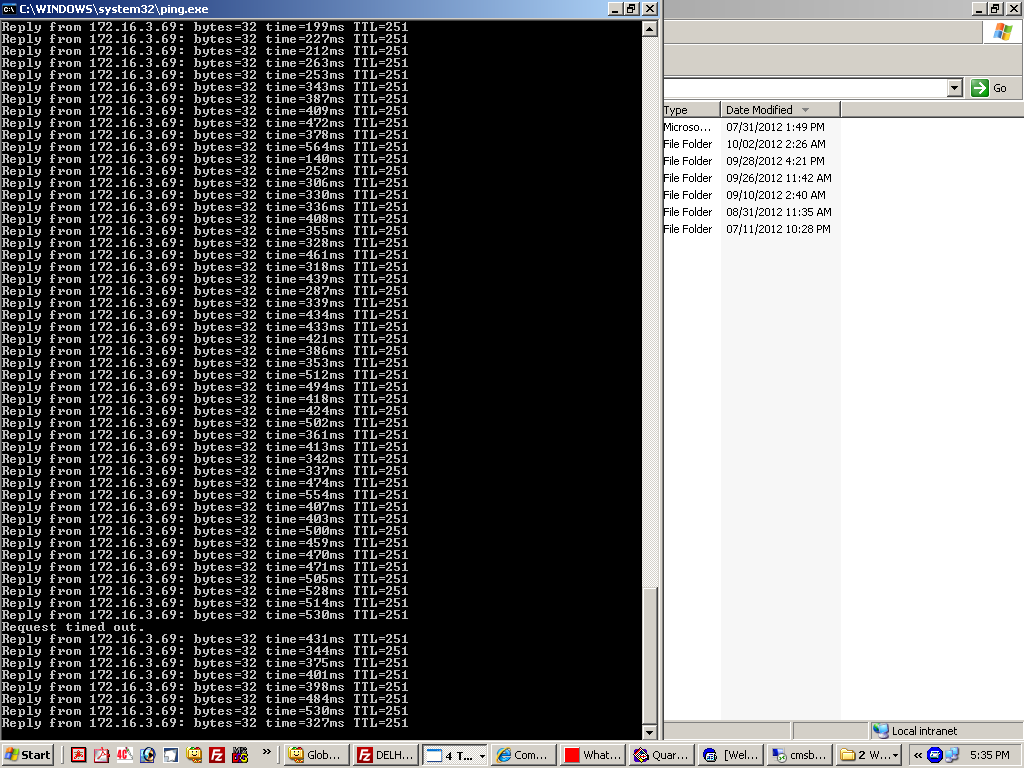 C:\WINDOWS\system32\ping.exe
Reply from 172.16.3.69: bytes=32 time=199ms TTL=251
Reply from 172.16.3.69: bytes=32 time=227ms TTL=251
Reply from 172.16.3.69: bytes=32 time=212ms TTL=251
Reply from 172.16.3.69: bytes=32 time=263ms TTL=251
Reply from 172.16.3.69: bytes=32 time=253ms TTL=251
Reply from 172.16.3.69: bytes=32 time=343ms TTL=251
Reply from 172.16.3.69: bytes=32 time=387ms TTL=251
Reply from 172.16.3.69: bytes=32 time=409ms TTL=251
Reply from 172.16.3.69: bytes=32 time=472ms TTL=251
Reply from 172.16.3.69: bytes=32 time=378ms TTL=251
Reply from 172.16.3.69: bytes=32 time=564ms TTL=251
Reply from 172.16.3.69: bytes=32 time=140ms TTL=251
Reply from 172.16.3.69: bytes=32 time=252ms TTL=251
Reply from 172.16.3.69: bytes=32 time=306ms TTL=251
Reply from 172.16.3.69: bytes=32 time=330ms TTL=251
Reply from 172.16.3.69: bytes=32 time=336ms TTL=251
Reply from 172.16.3.69: bytes=32 time=408ms TTL=251
Reply from 172.16.3.69: bytes=32 time=355ms TTL=251
Reply from 172.16.3.69: bytes=32 time=328ms TTL=251
Reply from 172.16.3.69: bytes=32 time=461ms TTL=251
Reply from 172.16.3.69: bytes=32 time=318ms TTL=251
Reply from 172.16.3.69: bytes=32 time=439ms TTL=251
Reply from 172.16.3.69: bytes=32 time=287ms TTL=251
Reply from 172.16.3.69: bytes=32 time=339ms TTL=251
Reply from 172.16.3.69: bytes=32 time=434ms TTL=251
Reply from 172.16.3.69: bytes=32 time=433ms TTL=251
Reply from 172.16.3.69: bytes=32 time=421ms TTL=251
Reply from 172.16.3.69: bytes=32 time=386ms TTL=251
Reply from 172.16.3.69: bytes=32 time=353ms TTL=251
Reply from 172.16.3.69: bytes=32 time=512ms TTL=251
Reply from 172.16.3.69: bytes=32 time=494ms TTL=251
Reply from 172.16.3.69: bytes=32 time=418ms TTL=251
Reply from 172.16.3.69: bytes=32 time=424ms TTL=251
Reply from 172.16.3.69: bytes=32 time=502ms TTL=251
Reply from 172.16.3.69: bytes=32 time=361ms TTL=251
Reply from 172.16.3.69: bytes=32 time=413ms TTL=251
Reply from 172.16.3.69: bytes=32 time=342ms TTL=251
Reply from 172.16.3.69: bytes=32 time=337ms TTL=251
Reply from 172.16.3.69: bytes=32 time=474ms TTL=251
Reply from 172.16.3.69: bytes=32 time=554ms TTL=251
Reply from 172.16.3.69: bytes=32 time=407ms TTL=251
Reply from 172.16.3.69: bytes=32 time=403ms TTL=251
Reply from 172.16.3.69: bytes=32 time=500ms TTL=251
Reply from 172.16.3.69: bytes=32 time=459ms TTL=251
Reply from 172.16.3.69: bytes=32 time=470ms TTL=251
Reply from 172.16.3.69: bytes=32 time=471ms TTL=251
Reply from 172.16.3.69: bytes=32 time=505ms TTL=251
Reply from 172.16.3.69: bytes=32 time=528ms TTL=251
Reply from 172.16.3.69: bytes=32 time=514ms TTL=251
Reply from 172.16.3.69: bytes=32 time=530ms TTL=251
Request timed out.
Reply from 172.16.3.69: bytes=32 time=431ms TTL=251
Reply from 172.16.3.69: bytes=32 time=344ms TTL=251
Reply from 172.16.3.69: bytes=32 time=375ms TTL=251
Reply from 172.16.3.69: bytes=32 time=401ms TTL=251
Reply from 172.16.3.69: bytes=32 time=398ms TTL=251
Reply from 172.16.3.69: bytes=32 time=484ms TTL=251
Reply from 172.16.3.69: bytes=32 time=530ms TTL=251
Reply from 172.16.3.69: bytes=32 time=327ms TTL=251
Go
Type Date Modified
Microso... 07/31/2012 1:49 PM
File Folder 10/02/2012 2:26 AM
File Folder 09/28/2012 4:21 PM
File Folder 09/26/2012 11:42 AM
File Folder 09/10/2012 2:40 AM
File Folder 08/31/2012 11:35 AM
File Folder 07/11/2012 10:28 PM
Local intranet
Start » Glob... DELH... 4 T... Com... What... Quar... [Wel... cmsb... 2 W... « 5:35 PM